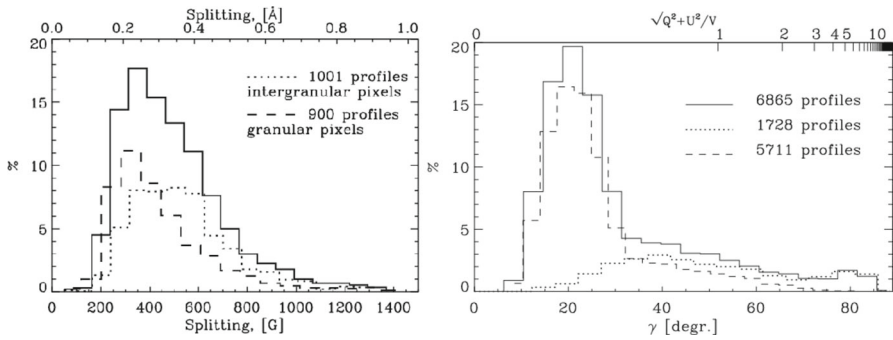 Splitting, [Å]
0.0 0.2 0.4 0.6 0.8 1.0
20
15
10
5
0
%
1001 profiles
intergranular pixels
900 profiles
granular pixels
200 400 600 800 1000 1200 1400
Splitting, [G]
√Q²+U²/V
0 1 2 3 4 5 10
20
15
10
5
0
%
6865 profiles
1728 profiles
5711 profiles
0 20 40 60 80
γ [degr.]